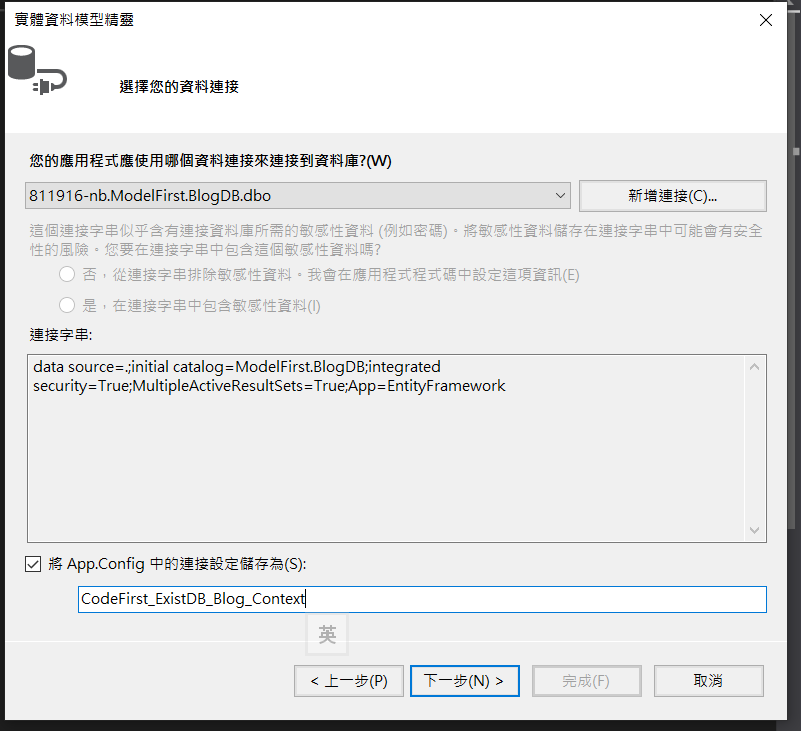 實體資料模型精靈
選擇您的資料連接
您的應用程式應使用哪個資料連接來連接到資料庫?(W)
811916-nb.ModelFirst.BlogDB.dbo
新增連接(C)...
這個連接字串似乎含有連接資料庫所需的敏感性資料 (例如密碼)。將敏感性資料儲存在連接字串中可能會有安全
性的風險。您要在連接字串中包含這個敏感性資料嗎?
否，從連接字串排除敏感性資料。我會在應用程式程式碼中設定這項資訊(E)
是，在連接字串中包含敏感性資料(I)
連接字串:
data source=.;initial catalog=ModelFirst.BlogDB;integrated
security=True;MultipleActiveResultSets=True;App=EntityFramework
將 App.Config 中的連接設定儲存為(S):
CodeFirst_ExistDB_Blog_Context
英
< 上一步(P)
下一步(N) >
完成(F)
取消